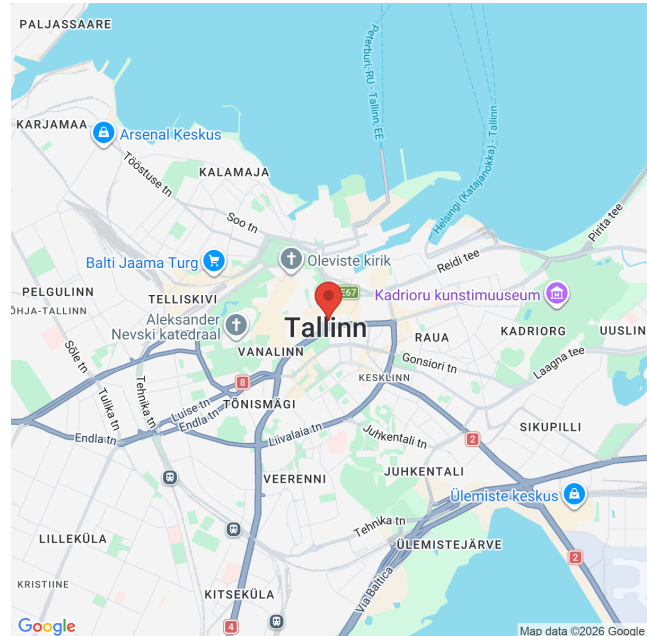 PALJASSAARE
Peterburi, RU - Tallinn, EE
Helsingi (Katajanokka) - Tallinn
KARJAMAA
Arsenal Keskus
Tööstuse tn
KALAMAJA
Soo tn
Pirita tee
Balti Jaama Turg
Oleviste kirik
Reidi tee
PELGULINN
TELLISKIVI
E67
Kadrioru kunstimuuseum
ÕHJA-TALLINN
Aleksander
Nevski katedraal
Tallinn
RAUA
KADRIORG
UUSLIN
VANALINN
Gonsiori tn
Laagna tee
Söle tn
Tulika tn
Tehnika tn
8
KESKLINN
Luise tn
TÕNISMÄGI
Endla tn
Endla tn
Liivalaia tn
Juhkentali tn
2
SIKUPILLI
VEERENNI
JUHKENTALI
Ülemiste keskus
Tehnika tn
LILLEKÜLA
ÜLEMISTEJÄRVE
2
KRISTIINE
Via Baltica
KITSEKÜLA
4
Google
Map data ©2026 Google